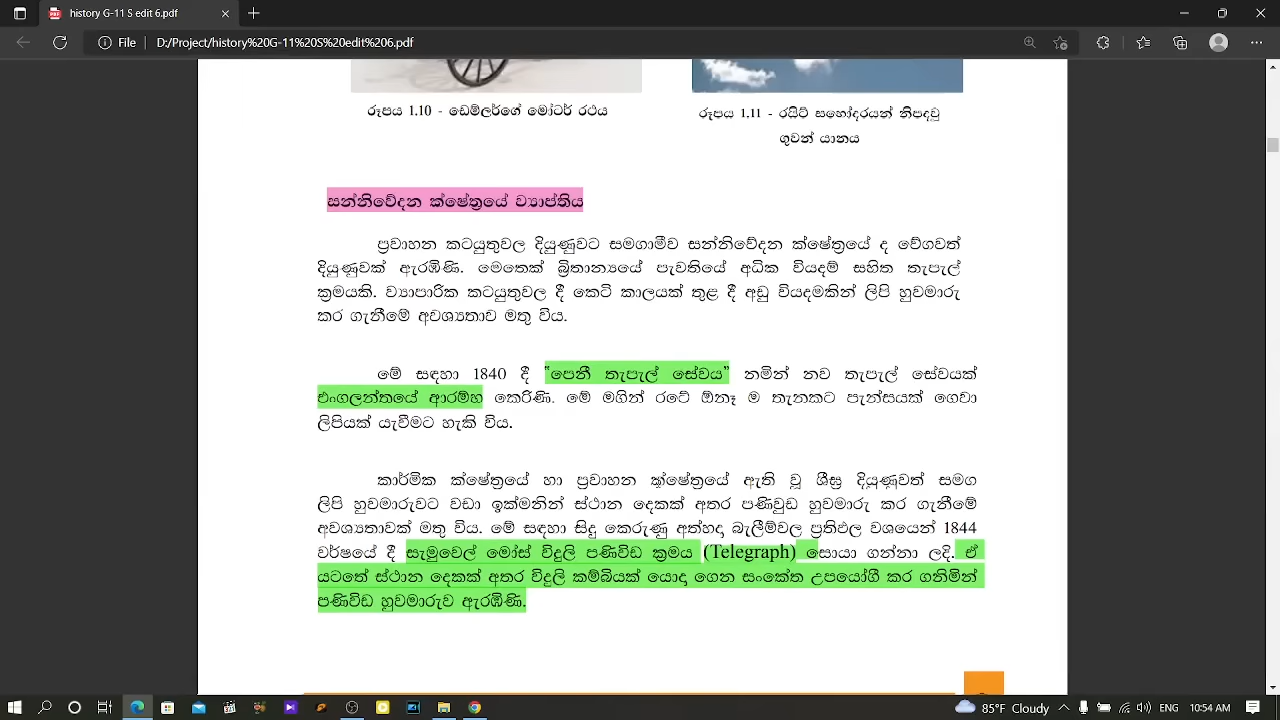 history G-11 S edit 6.pdf
File | D:/Project/history%20G-11%20S%20edit%206.pdf
රූපය 1.10 - ඩෙම්ලර්ගේ මෝටර් රථය
රූපය 1.11 - රයිට් සහෝදරයන් නිපදවු
ගුවන් යානය
සන්නිවේදන ක්ෂේත්‍රයේ ව්‍යාප්තිය
ප්‍රවාහන කටයුතුවල දියුණුවට සමගාමීව සන්නිවේදන ක්ෂේත්‍රයේ ද වේගවත්
දියුණුවක් ඇරඹිණි. මෙතෙක් බ්‍රිතාන්‍යයේ පැවතියේ අධික වියදම් සහිත තැපැල්
ක්‍රමයකි. ව්‍යාපාරික කටයුතුවල දී කෙටි කාලයක් තුළ දී අඩු වියදමකින් ලිපි හුවමාරු
කර ගැනීමේ අවශ්‍යතාව මතු විය.
මේ සඳහා 1840 දී "පෙනී තැපැල් සේවය" නමින් නව තැපැල් සේවයක්
එංගලන්තයේ ආරම්භ කෙරිණි. මේ මගින් රටේ ඕනෑ ම තැනකට පැන්සයක් ගෙවා
ලිපියක් යැවීමට හැකි විය.
කාර්මික ක්ෂේත්‍රයේ හා ප්‍රවාහන ක්ෂේත්‍රයේ ඇති වූ ශීඝ්‍ර දියුණුවත් සමග
ලිපි හුවමාරුවට වඩා ඉක්මනින් ස්ථාන දෙකක් අතර පණිවුඩ හුවමාරු කර ගැනීමේ
අවශ්‍යතාවක් මතු විය. මේ සඳහා සිදු කෙරුණු අත්හදා බැලීම්වල ප්‍රතිඵල වශයෙන් 1844
වර්ෂයේ දී සැමුවෙල් මෝස් විදුලි පණිවිඩ ක්‍රමය (Telegraph) සොයා ගන්නා ලදි. ඒ
යටතේ ස්ථාන දෙකක් අතර විදුලි කම්බියක් යොදා ගෙන සංකේත උපයෝගී කර ගනිමින්
පණිවිඩ හුවමාරුව ඇරඹිණි.
85°F Cloudy ENG 10:54 AM